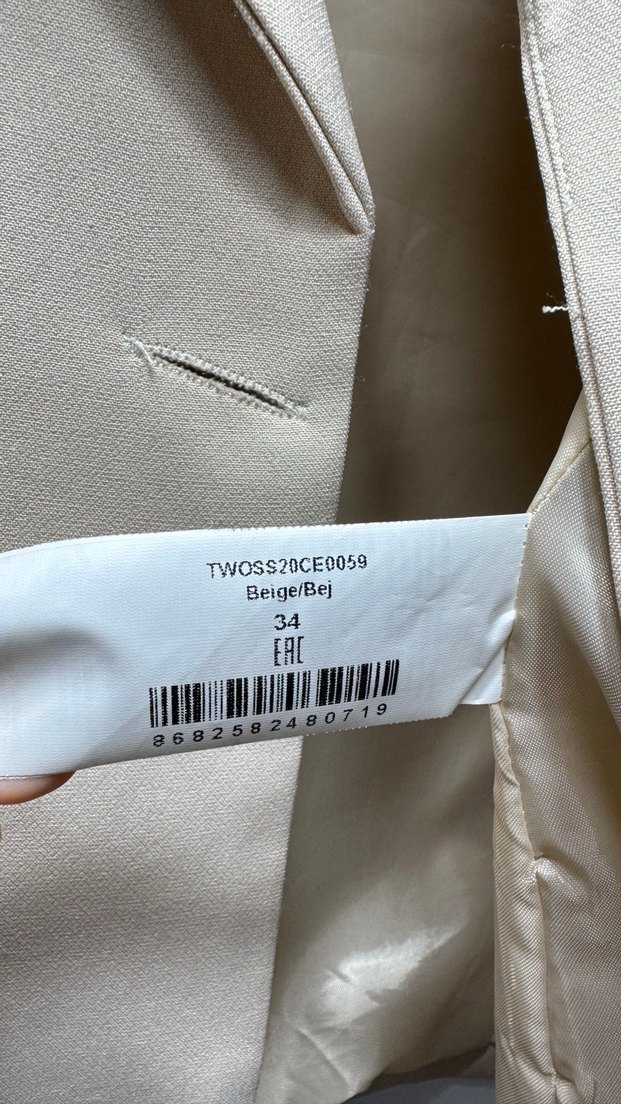 TWOSS20CE0059
Beige/Bej
34
EAC
8682582480719